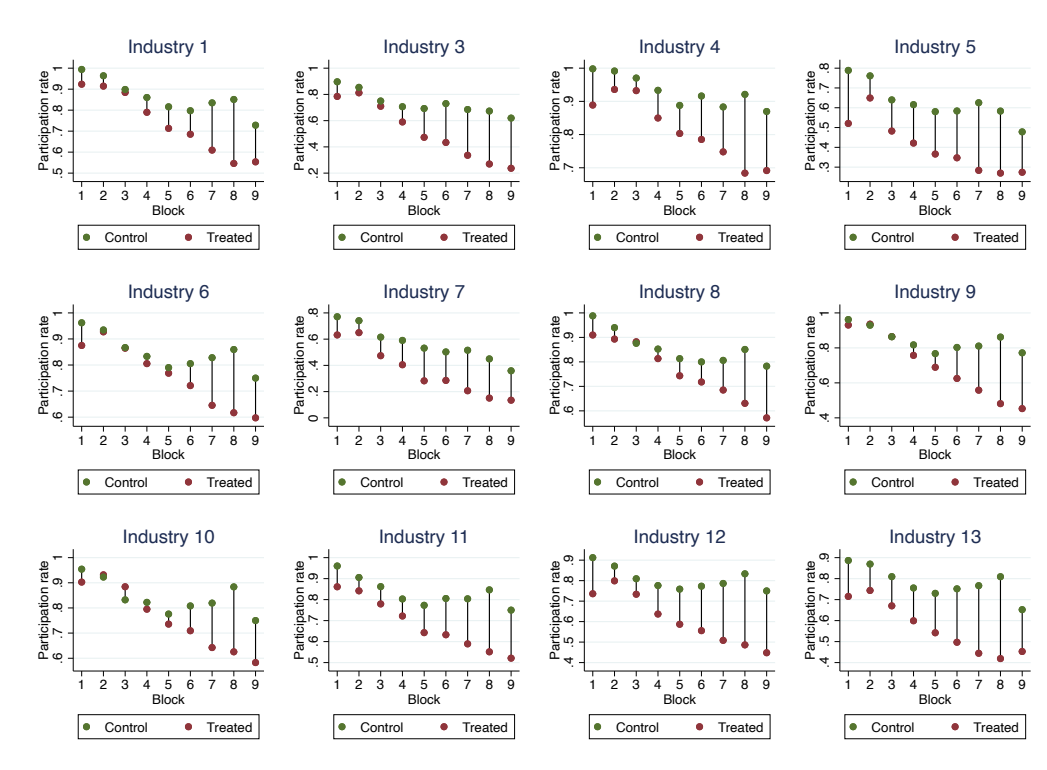 Industry 1
Participation rate
.5 .6 .7 .8 .9 1
1 2 3 4 5 6 7 8 9
Block
Control Treated
Industry 3
Participation rate
.2 .4 .6 .8 1
1 2 3 4 5 6 7 8 9
Block
Control Treated
Industry 4
Participation rate
.7 .8 .9 1
1 2 3 4 5 6 7 8 9
Block
Control Treated
Industry 5
Participation rate
.3 .4 .5 .6 .7 .8
1 2 3 4 5 6 7 8 9
Block
Control Treated
Industry 6
Participation rate
.6 .7 .8 .9 1
1 2 3 4 5 6 7 8 9
Block
Control Treated
Industry 7
Participation rate
0 .2 .4 .6 .8
1 2 3 4 5 6 7 8 9
Block
Control Treated
Industry 8
Participation rate
.6 .7 .8 .9 1
1 2 3 4 5 6 7 8 9
Block
Control Treated
Industry 9
Participation rate
.4 .6 .8 1
1 2 3 4 5 6 7 8 9
Block
Control Treated
Industry 10
Participation rate
.6 .7 .8 .9 1
1 2 3 4 5 6 7 8 9
Block
Control Treated
Industry 11
Participation rate
.5 .6 .7 .8 .9 1
1 2 3 4 5 6 7 8 9
Block
Control Treated
Industry 12
Participation rate
.4 .5 .6 .7 .8 .9
1 2 3 4 5 6 7 8 9
Block
Control Treated
Industry 13
Participation rate
.4 .5 .6 .7 .8 .9
1 2 3 4 5 6 7 8 9
Block
Control Treated